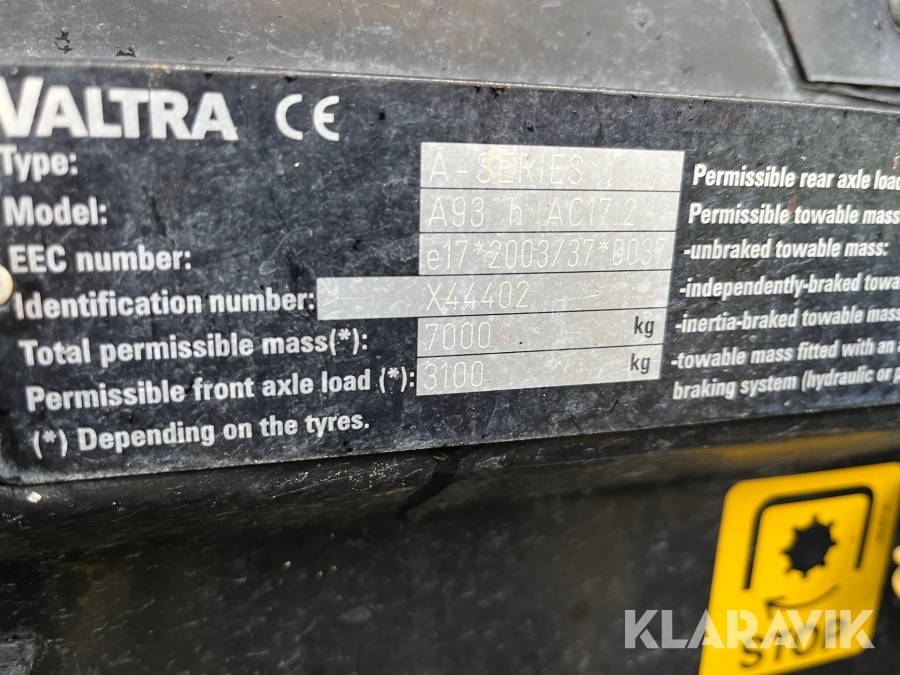 VALTRA CE
Type: A-SERIES
Model: A93 h AC17.2
EEC number: e17*2003/37*0037
Identification number: X44402
Total permissible mass(*): 7000 kg
Permissible front axle load (*): 3100 kg
(*) Depending on the tyres.
Permissible rear axle load
Permissible towable mass
-unbraked towable mass:
-independently-braked towa
-inertia-braked towable mass
-towable mass fitted with an
braking system (hydraulic or p
STOP
KLARAVIK